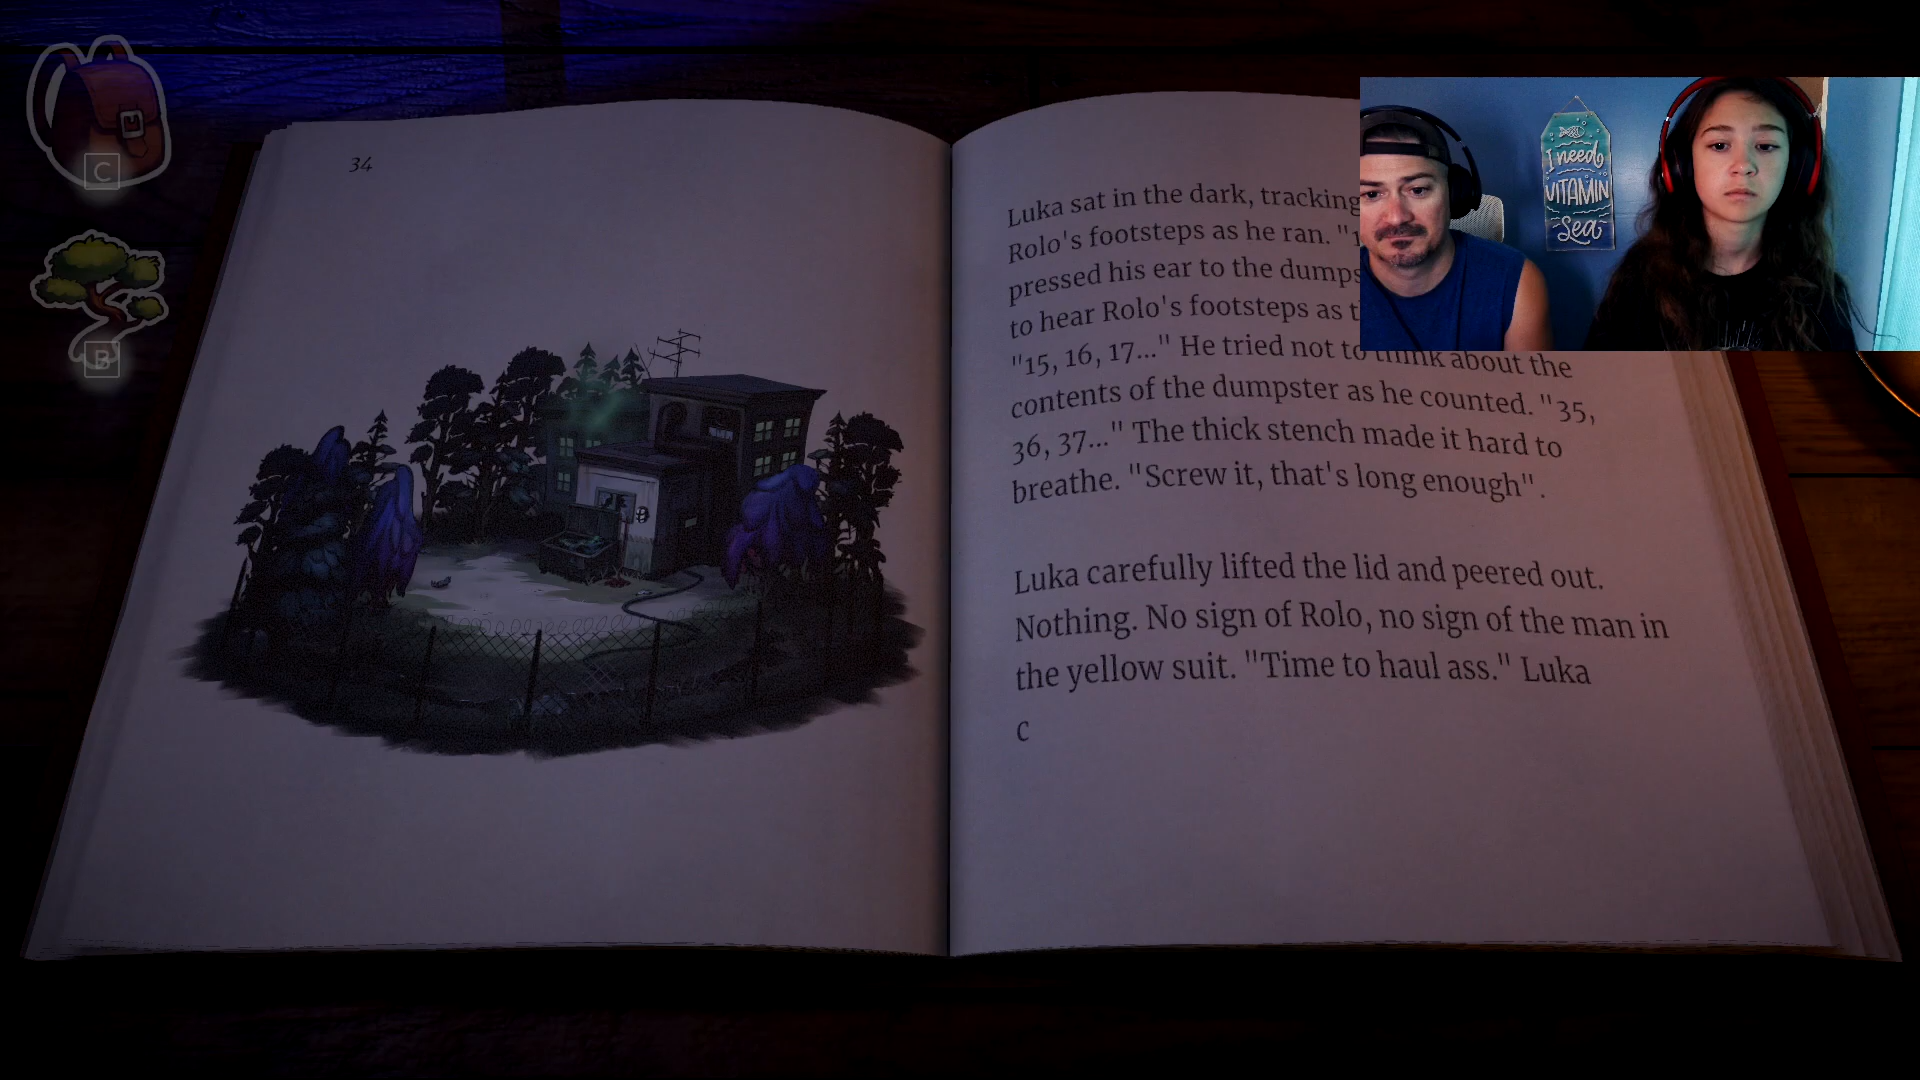 C
B
34
Luka sat in the dark, tracking
Rolo's footsteps as he ran. "1
pressed his ear to the dumps
to hear Rolo's footsteps as t
"15, 16, 17..." He tried not to think about the
contents of the dumpster as he counted. "35,
36, 37..." The thick stench made it hard to
breathe. "Screw it, that's long enough".
Luka carefully lifted the lid and peered out.
Nothing. No sign of Rolo, no sign of the man in
the yellow suit. "Time to haul ass." Luka
c
I need
VITAMIN
Sea